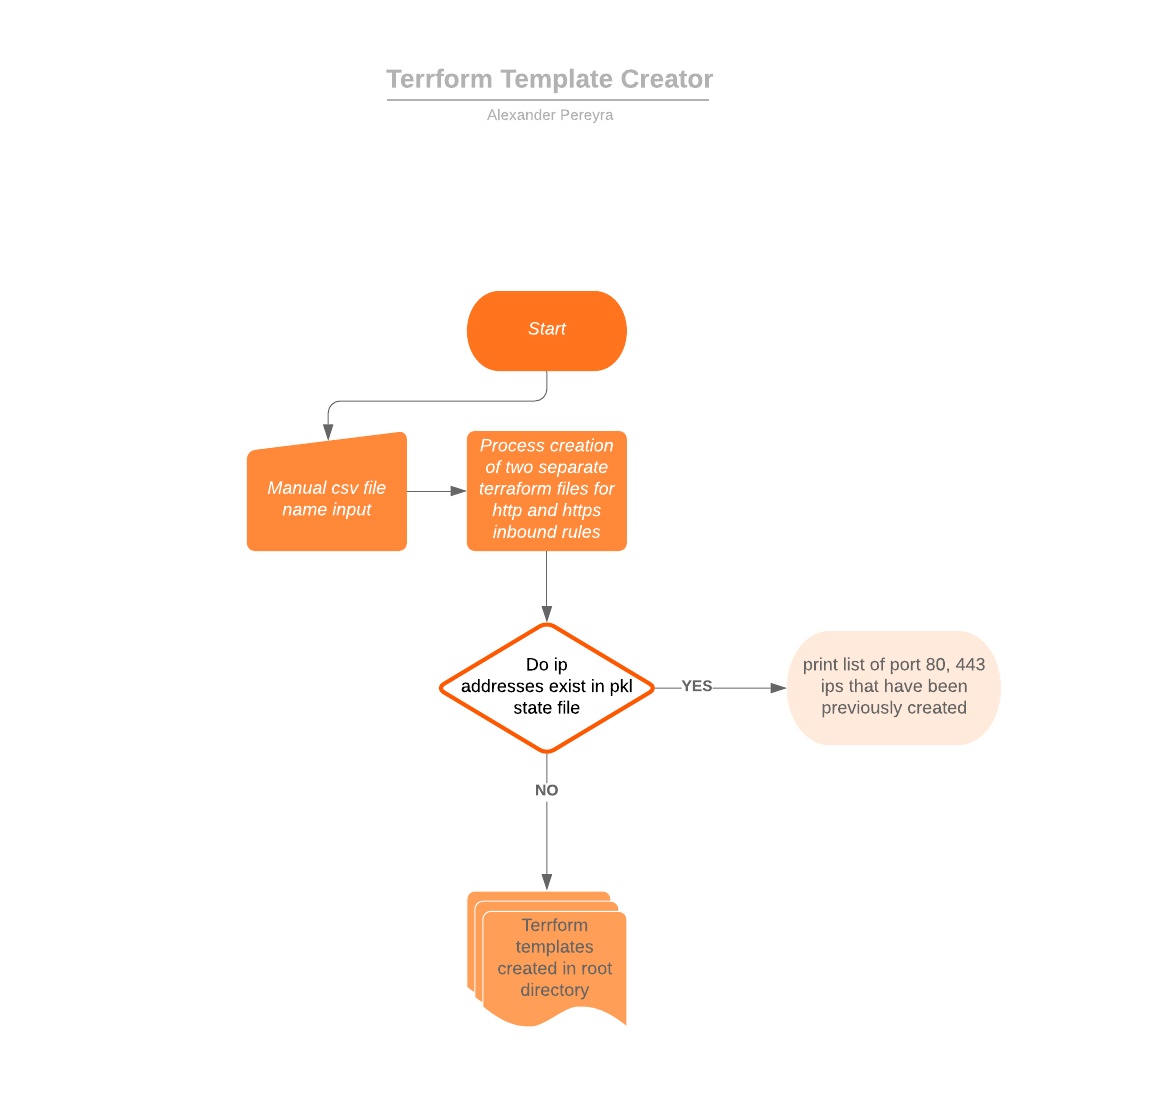 Terrform Template Creator
Alexander Pereyra
Start
Manual csv file
name input
Process creation
of two separate
terraform files for
http and https
inbound rules
Do ip
addresses exist in pkl
state file
YES
print list of port 80, 443
ips that have been
previously created
NO
Terrform
templates
created in root
directory